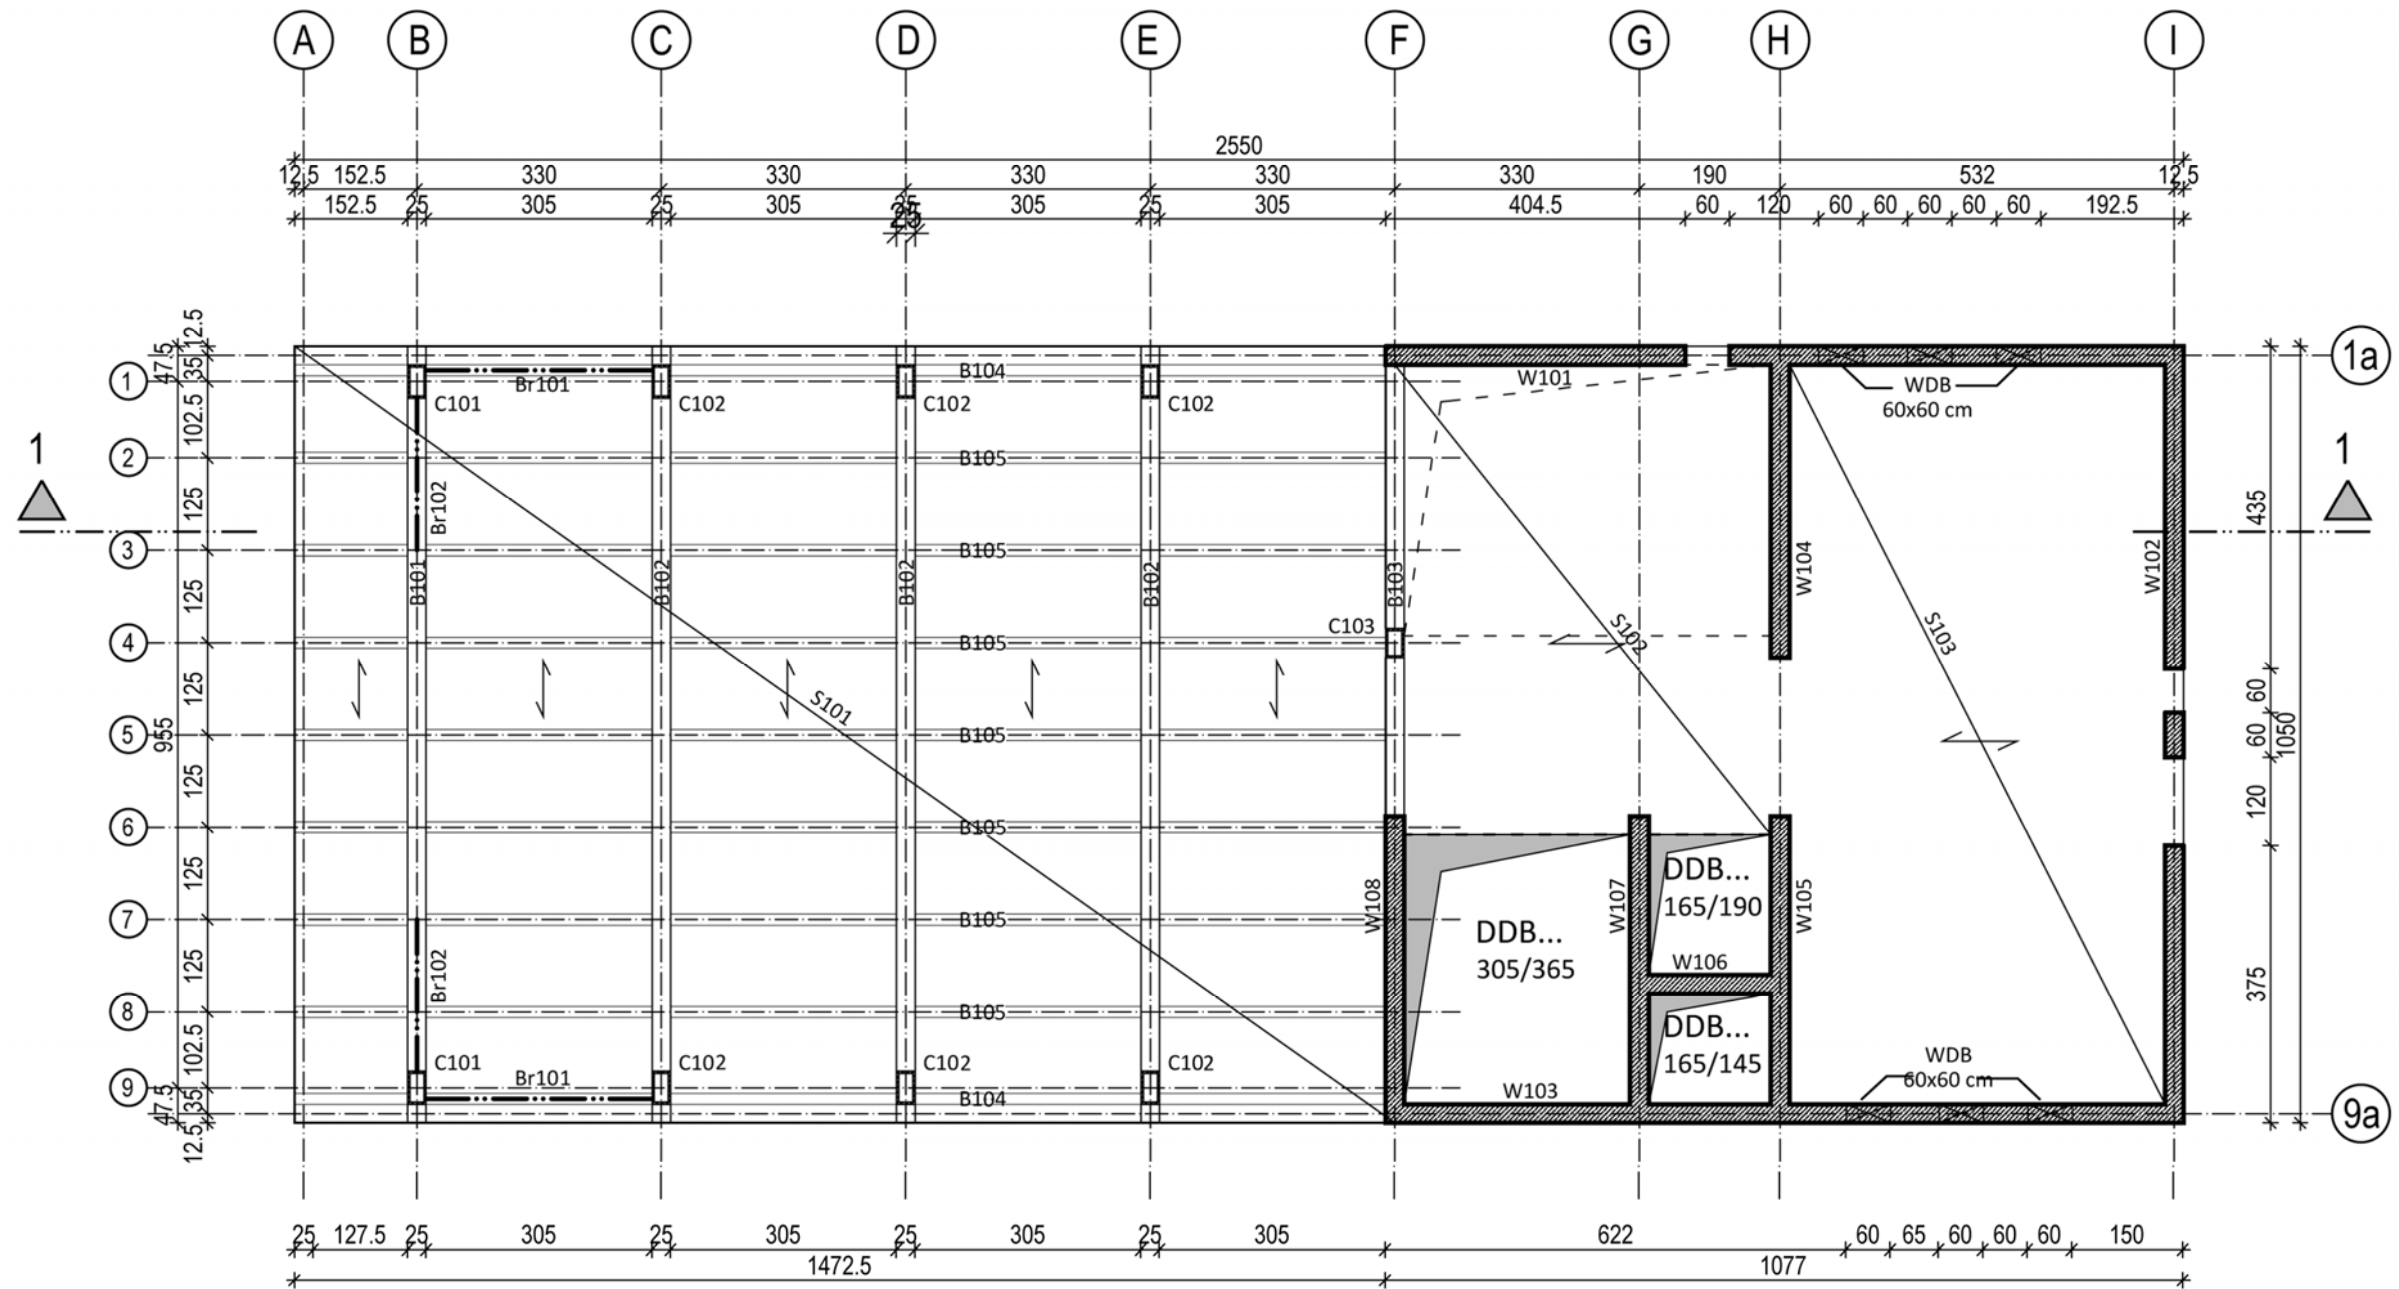 A B C D E F G H I
2550
12.5 152.5 330 330 330 330 330 190 532 12.5
152.5 25 305 25 305 25 305 25 305 404.5 60 120 60 60 60 60 60 192.5
25
12.5
47.5 35
1 1a
Br101 B104 W101 WDB
C101 C102 C102 C102 60x60 cm
102.5
1 1
2 B105
125 Br102 435
3 B105
125 B101 B102 B102 B102 B103 W104 W102
C103 S102 S103
4 B105
125 S101 60
955 5 B105 60 1050
125 120
6 B105
125 DDB...
165/190
W108 W107 W105
7 B105
DDB...
305/365
125 Br102 W106 375
8 B105
DDB...
165/145
102.5 C101 C102 C102 C102 WDB
Br101 60x60 cm
9 B104 W103
47.5 35 9a
12.5
25 127.5 25 305 25 305 25 305 25 305 622 60 65 60 60 60 150
1472.5 1077